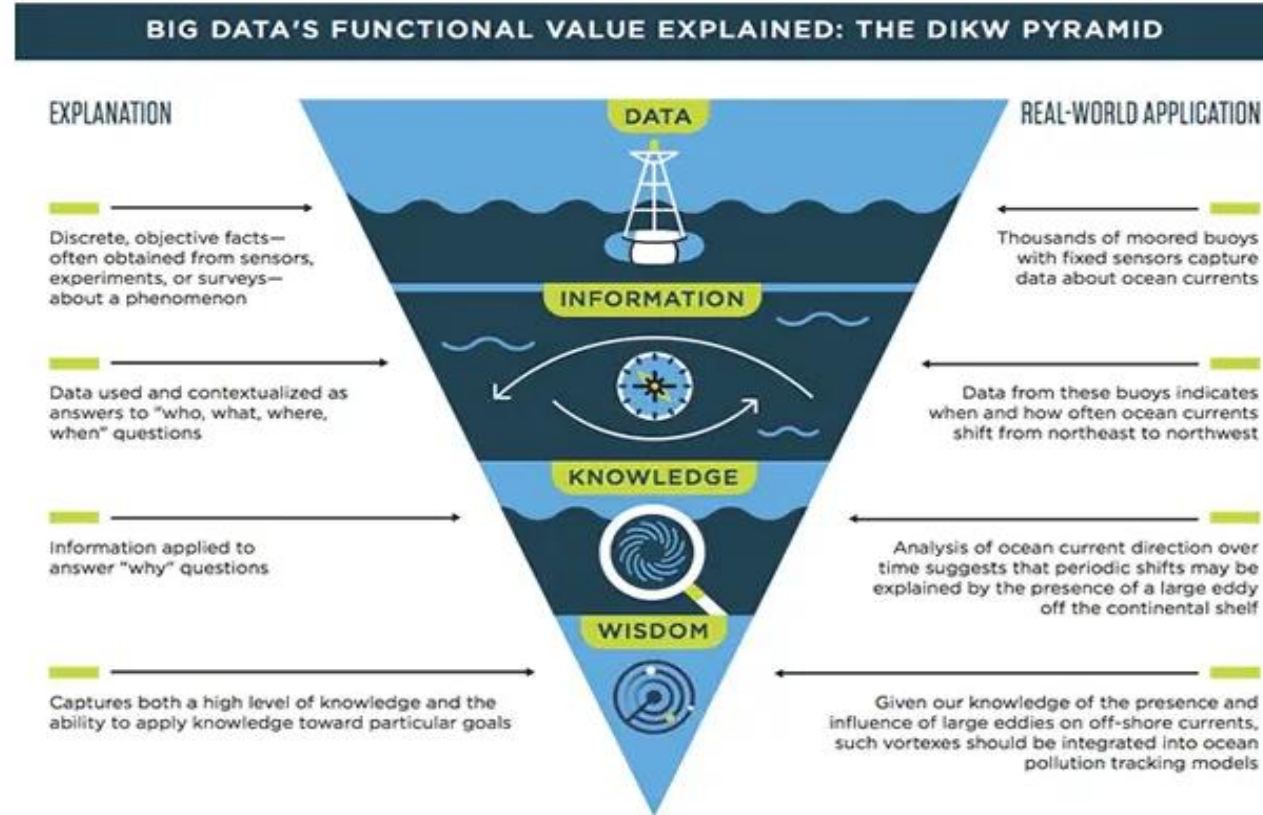 BIG DATA'S FUNCTIONAL VALUE EXPLAINED: THE DIKW PYRAMID
EXPLANATION
REAL-WORLD APPLICATION
DATA
Discrete, objective facts—
often obtained from sensors,
experiments, or surveys—
about a phenomenon
Thousands of moored buoys
with fixed sensors capture
data about ocean currents
INFORMATION
Data used and contextualized as
answers to "who, what, where,
when" questions
Data from these buoys indicates
when and how often ocean currents
shift from northeast to northwest
KNOWLEDGE
Information applied to
answer "why" questions
Analysis of ocean current direction over
time suggests that periodic shifts may be
explained by the presence of a large eddy
off the continental shelf
WISDOM
Captures both a high level of knowledge and the
ability to apply knowledge toward particular goals
Given our knowledge of the presence and
influence of large eddies on off-shore currents,
such vortexes should be integrated into ocean
pollution tracking models